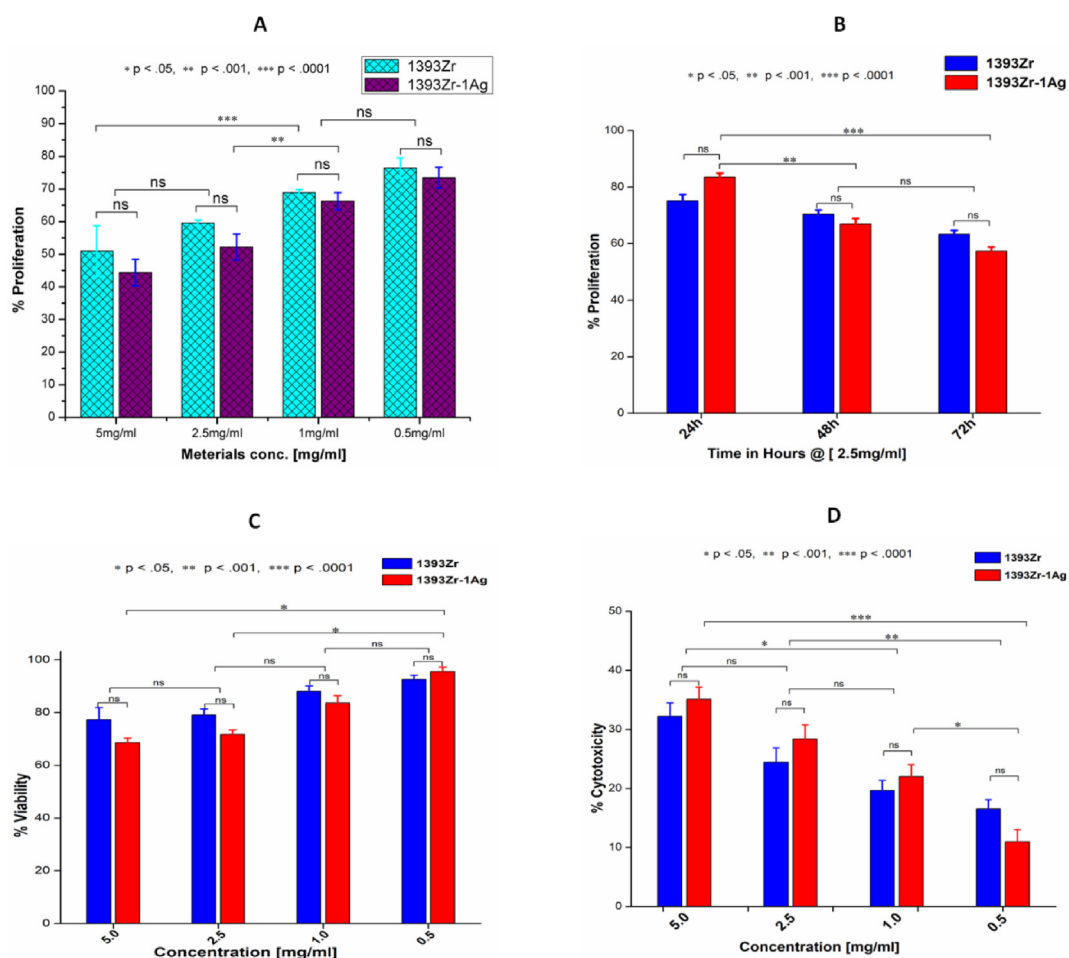 A
* p < .05, ** p < .001, *** p < .0001
1393Zr
1393Zr-1Ag
100
90
80
70
60
50
40
30
20
10
0
% Proliferation
***
ns
**
ns
ns
ns
ns
ns
5mg/ml 2.5mg/ml 1mg/ml 0.5mg/ml
Meterials conc. [mg/ml]
B
* p < .05, ** p < .001, *** p < .0001
1393Zr
1393Zr-1Ag
100
80
60
40
20
0
% Proliferation
***
ns
**
ns
ns
ns
24h 48h 72h
Time in Hours @ [ 2.5mg/ml]
C
* p < .05, ** p < .001, *** p < .0001
1393Zr
1393Zr-1Ag
100
80
60
40
20
0
% Viability
*
*
ns
ns
ns
ns
ns
ns
ns
5.0 2.5 1.0 0.5
Concentration [mg/ml]
D
* p < .05, ** p < .001, *** p < .0001
1393Zr
1393Zr-1Ag
50
40
30
20
10
0
% Cytotoxicity
***
*
**
ns
ns
ns
ns
*
ns
ns
5.0 2.5 1.0 0.5
Concentration [mg/ml]